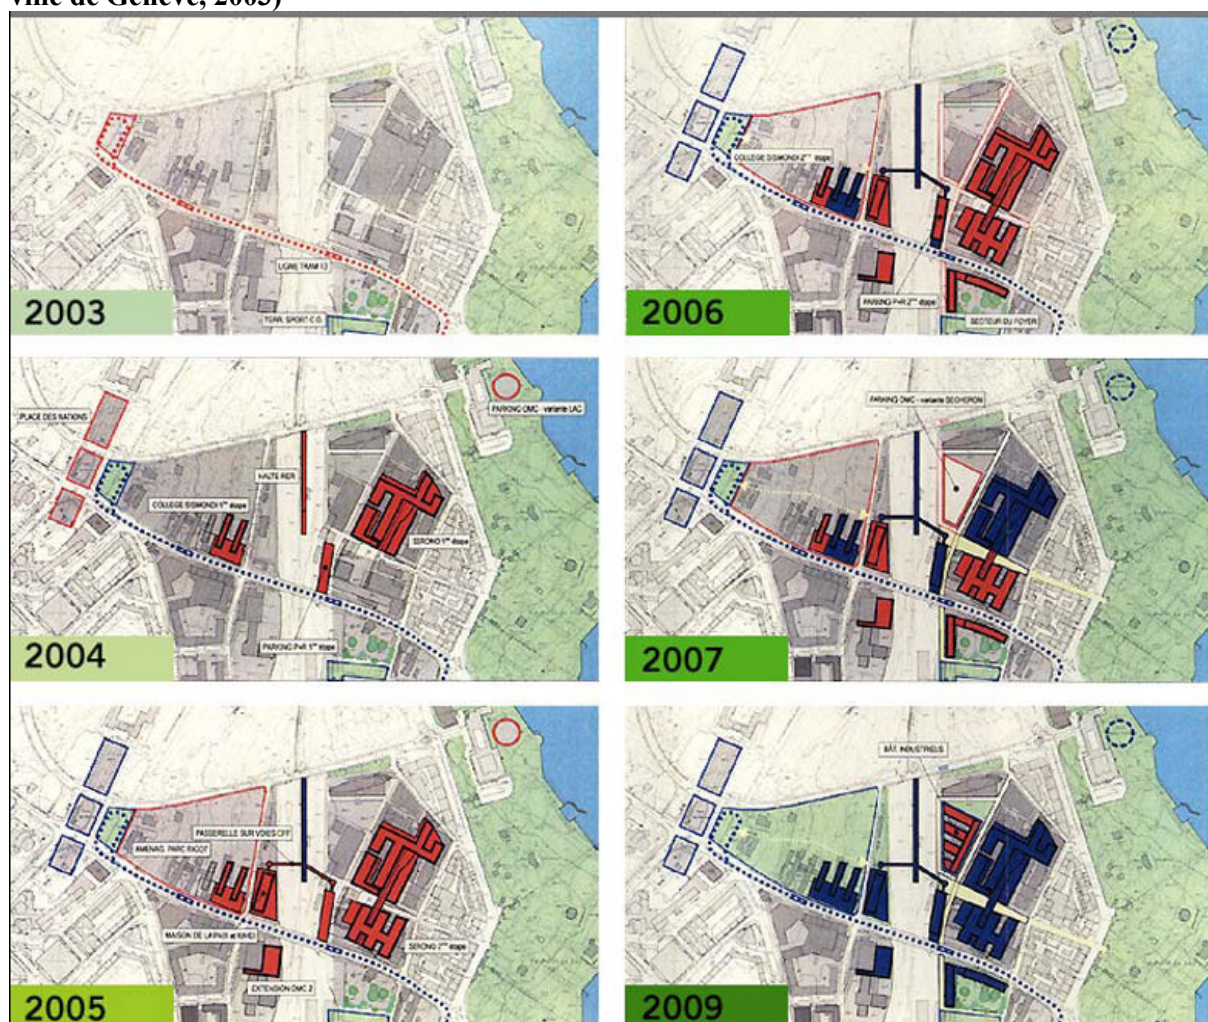 ville de Genève, 2003)
LIGNE TRAM 13
TERR. SPORT C.O.
2003
COLLEGE SISMONDI 2ème étape
PARKING P+R 2ème étape
SECTEUR DU FOYER
2006
PLACE DES NATIONS
PARKING OMC - variante LAC
HALTE RER
COLLEGE SISMONDI 1ère étape
SERONO 1ère étape
PARKING P+R 1ère étape
2004
PARKING OMC - variante SECHERON
2007
PASSERELLE SUR VOIES CFF
AMENAG. PARC RIGOT
MAISON DE LA PAIX et
SERONO 2ème étape
EXTENSION OMC 2
2005
BÂT. INDUSTRIELS
2009